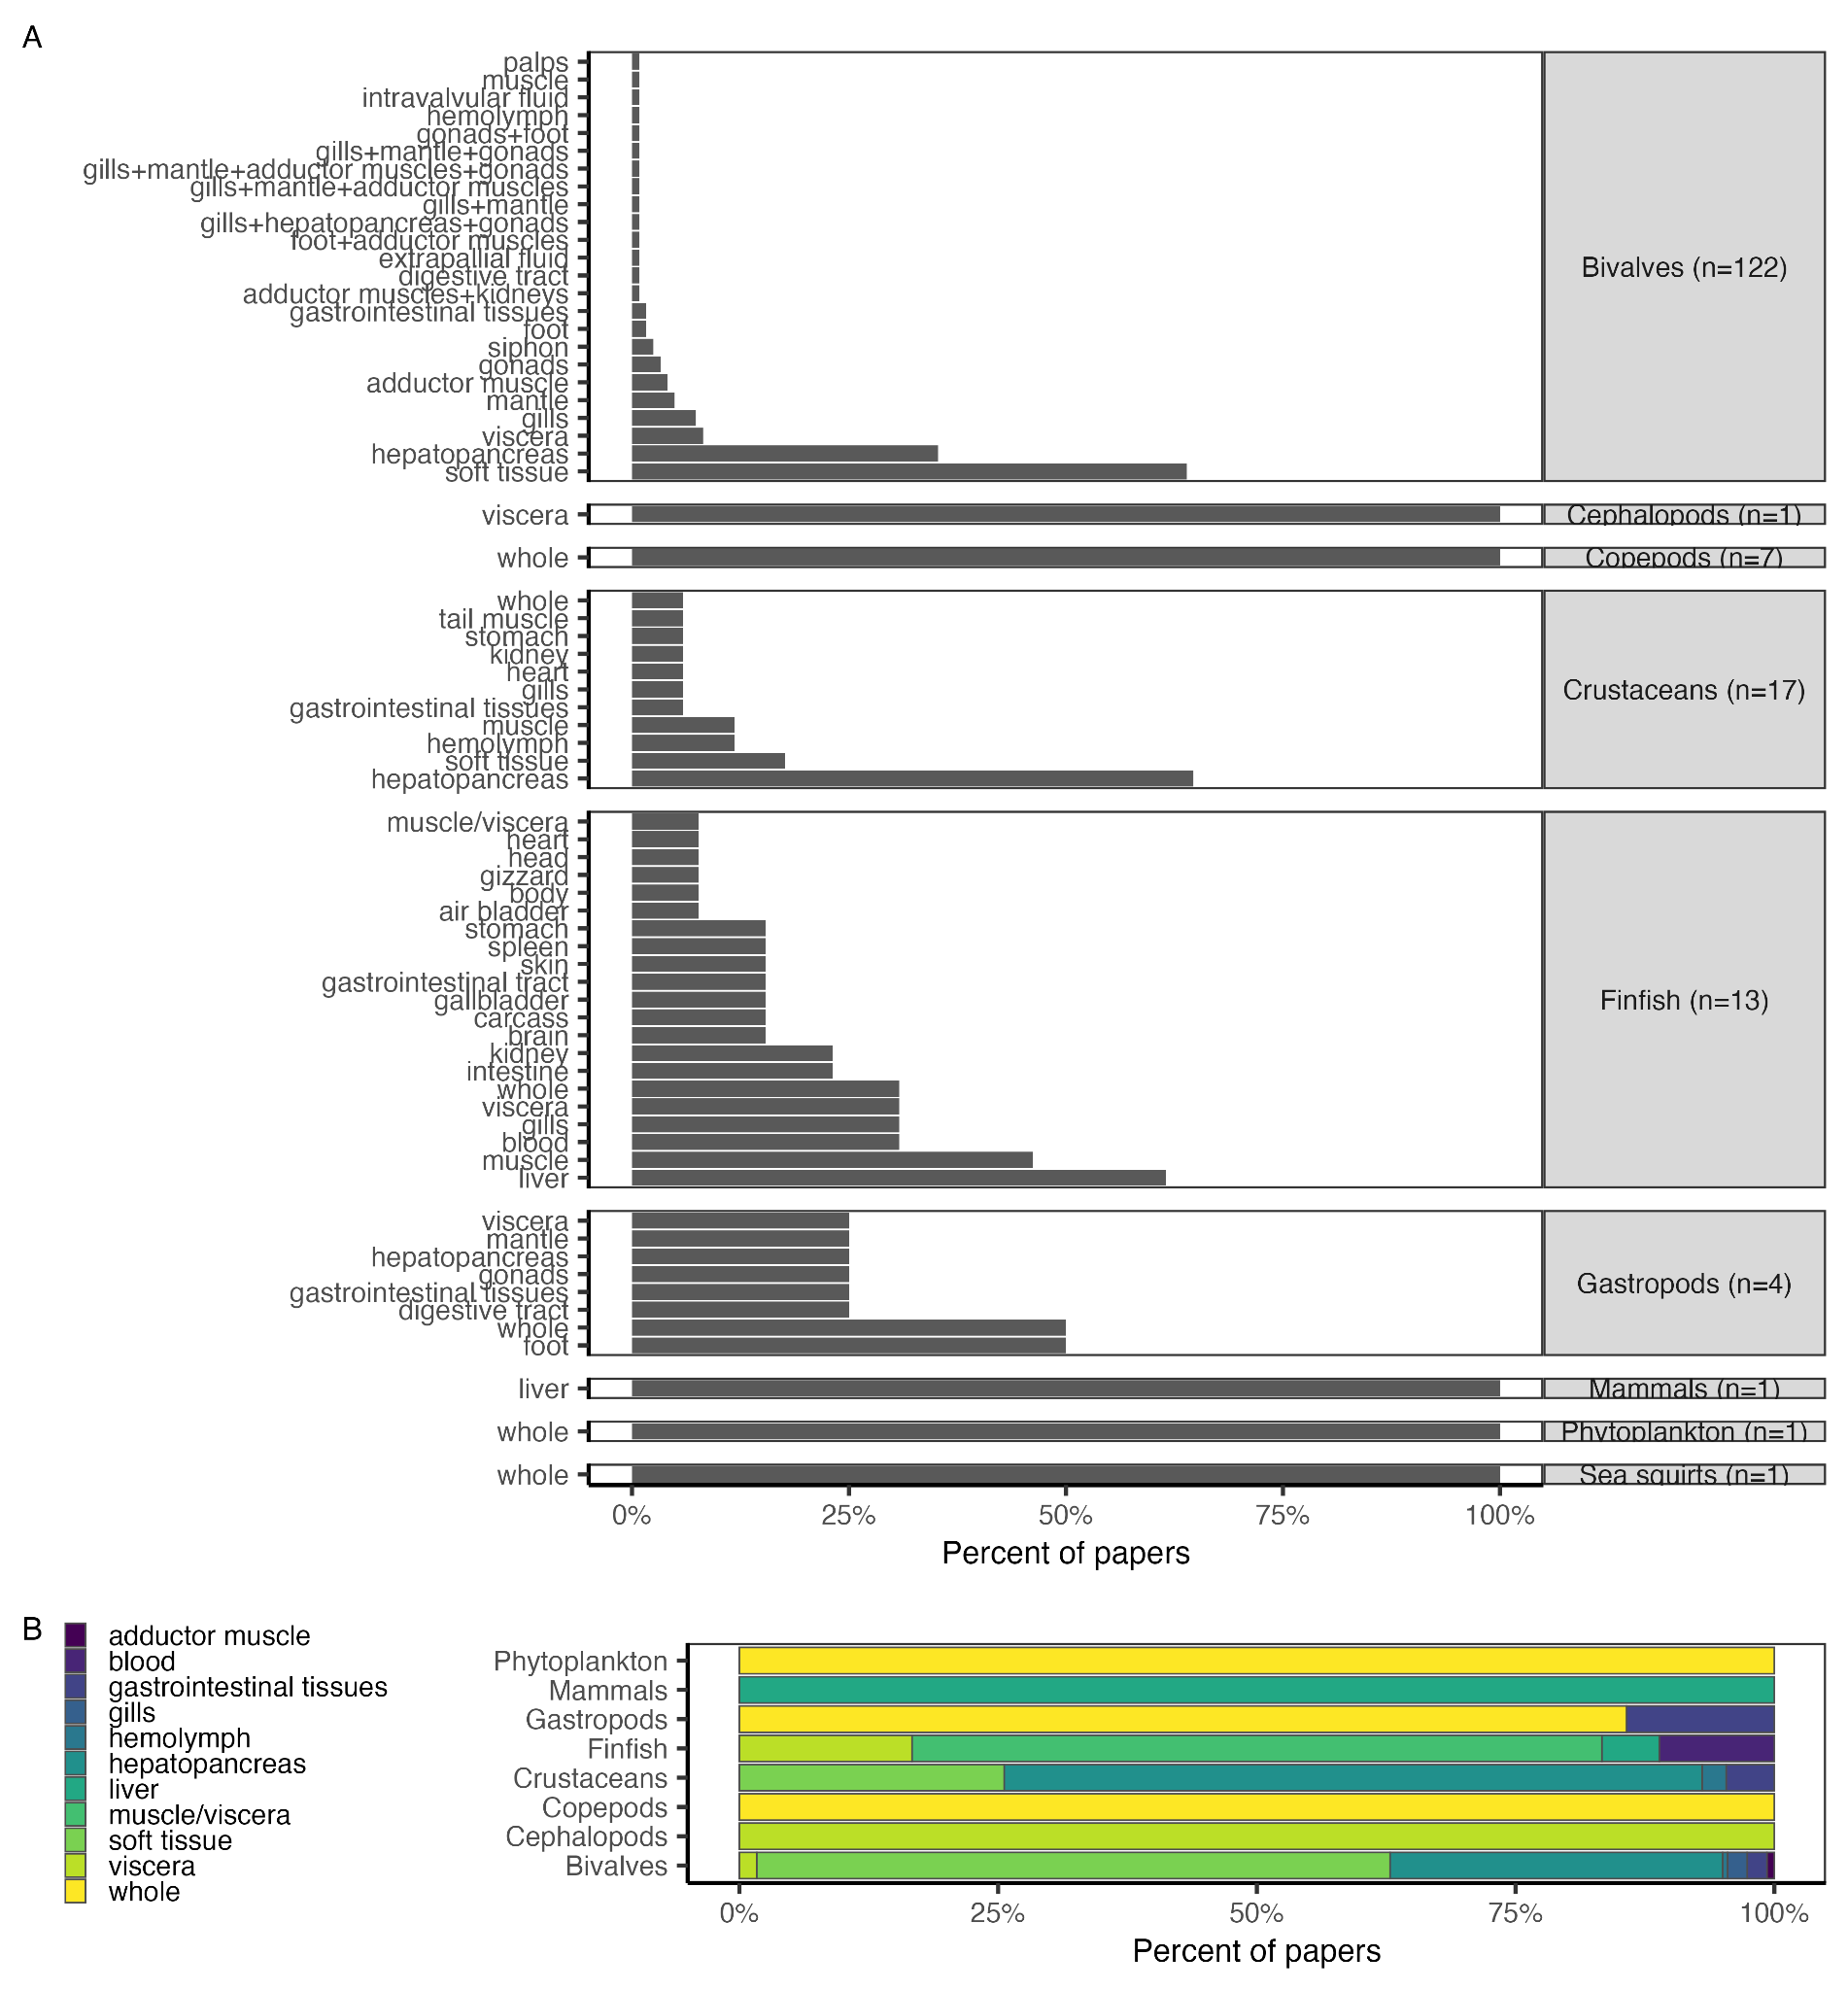 A
palps
muscle
intravalvular fluid
hemolymph
gonads+foot
gills+mantle+gonads
gills+mantle+adductor muscles+gonads
gills+mantle+adductor muscles
gills+mantle
gills+hepatopancreas+gonads
foot+adductor muscles
extrapallial fluid
digestive tract
adductor muscles+kidneys
gastrointestinal tissues
foot
siphon
gonads
adductor muscle
mantle
gills
viscera
hepatopancreas
soft tissue
Bivalves (n=122)
viscera
Cephalopods (n=1)
whole
Copepods (n=7)
whole
tail muscle
stomach
kidney
heart
gills
gastrointestinal tissues
muscle
hemolymph
soft tissue
hepatopancreas
Crustaceans (n=17)
muscle/viscera
heart
head
gizzard
body
air bladder
stomach
spleen
skin
gastrointestinal tract
gallbladder
carcass
brain
kidney
intestine
whole
viscera
gills
blood
muscle
liver
Finfish (n=13)
viscera
mantle
hepatopancreas
gonads
gastrointestinal tissues
digestive tract
whole
foot
Gastropods (n=4)
liver
Mammals (n=1)
whole
Phytoplankton (n=1)
whole
Sea squirts (n=1)
0% 25% 50% 75% 100%
Percent of papers
B
adductor muscle
blood
gastrointestinal tissues
gills
hemolymph
hepatopancreas
liver
muscle/viscera
soft tissue
viscera
whole
Phytoplankton
Mammals
Gastropods
Finfish
Crustaceans
Copepods
Cephalopods
Bivalves
0% 25% 50% 75% 100%
Percent of papers